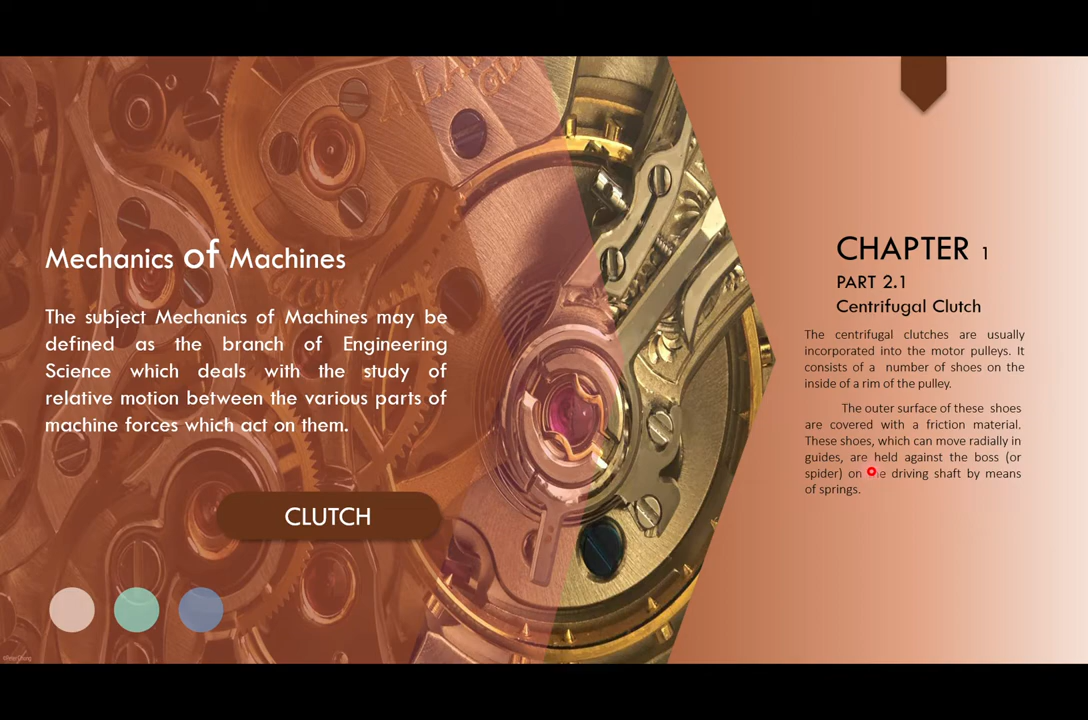 Mechanics of Machines
The subject Mechanics of Machines may be
defined as the branch of Engineering
Science which deals with the study of
relative motion between the various parts of
machine forces which act on them.
CLUTCH
CHAPTER 1
PART 2.1
Centrifugal Clutch
The centrifugal clutches are usually
incorporated into the motor pulleys. It
consists of a number of shoes on the
inside of a rim of the pulley.
The outer surface of these shoes
are covered with a friction material.
These shoes, which can move radially in
guides, are held against the boss (or
spider) on the driving shaft by means
of springs.